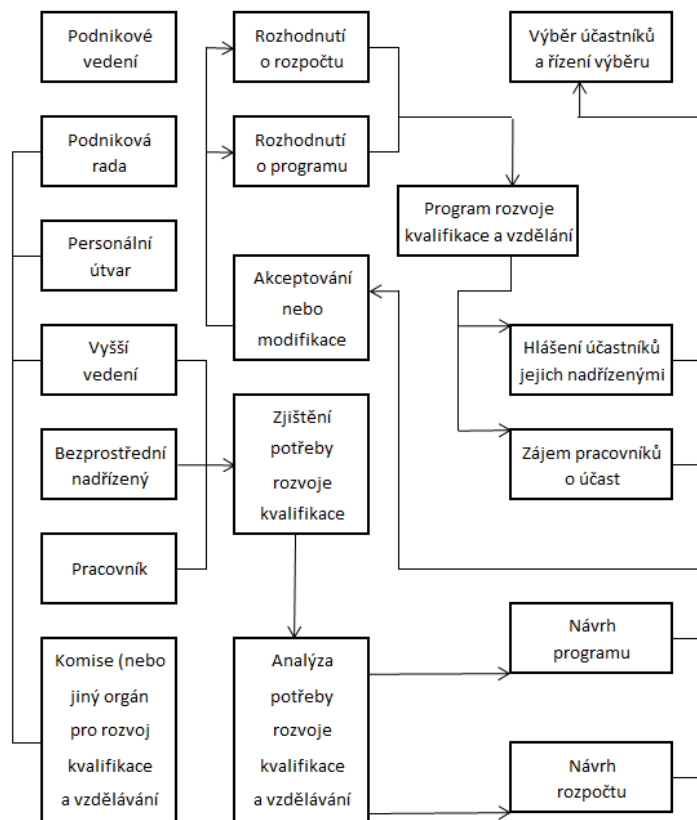 Podnikové
vedení
Rozhodnutí
o rozpočtu
Výběr účastníků
a řízení výběru
Podniková
rada
Rozhodnutí
o programu
Program rozvoje
kvalifikace a vzdělání
Personální
útvar
Akceptování
nebo
modifikace
Vyšší
vedení
Hlášení účastníků
jejich nadřízenými
Bezprostřední
nadřízený
Zjištění
potřeby
rozvoje
kvalifikace
Zájem pracovníků
o účast
Pracovník
Komise (nebo
jiný orgán
pro rozvoj
kvalifikace
a vzdělávání
Analýza
potřeby
rozvoje
kvalifikace
a vzdělávání
Návrh
programu
Návrh
rozpočtu